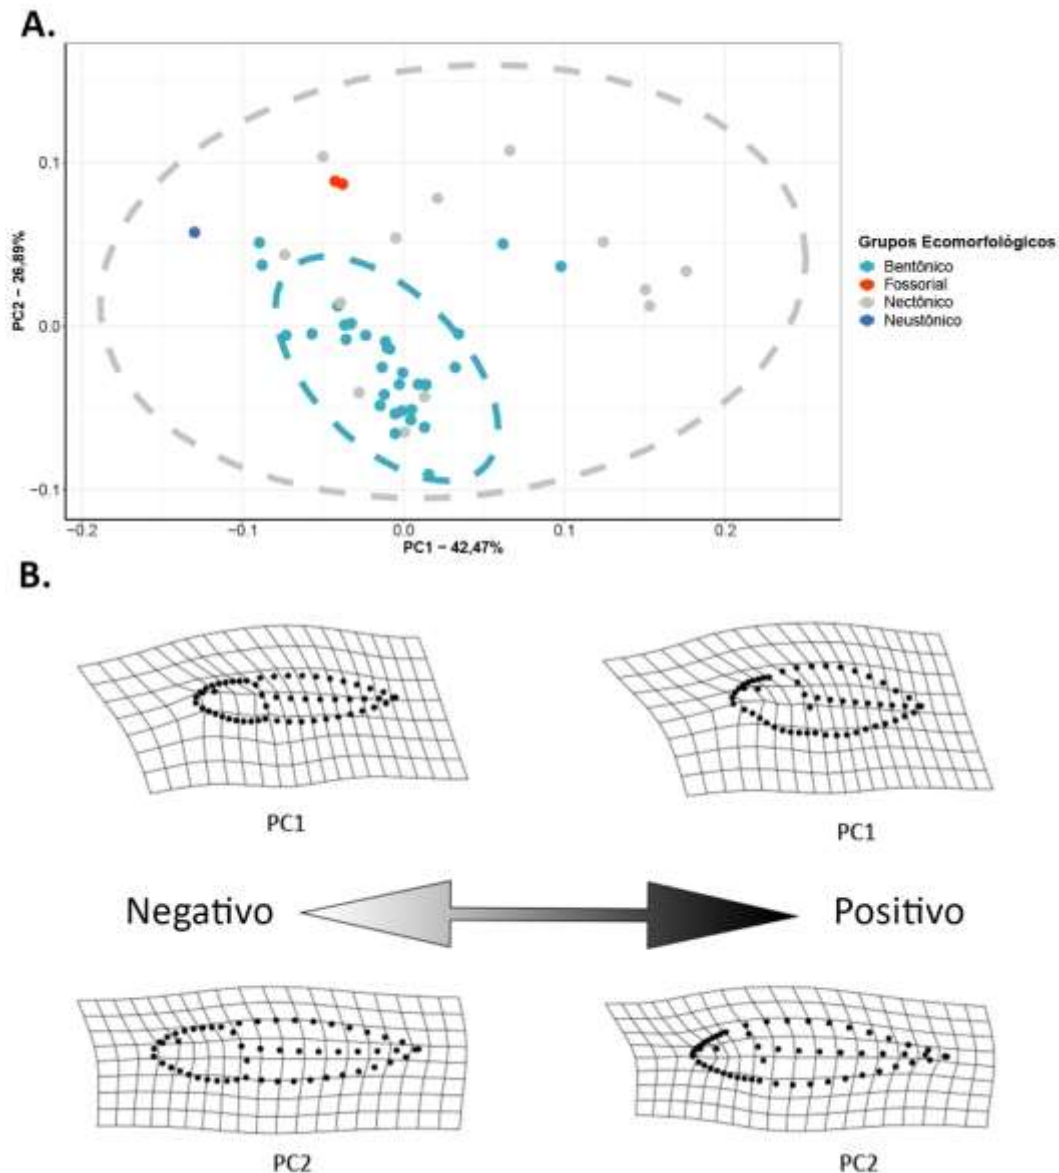 A.
PC2 − 26,89%
0.1
0.0
−0.1
−0.2
−0.1
0.0
0.1
0.2
PC1 − 42,47%
Grupos Ecomorfológicos
Bentônico
Fossorial
Nectônico
Neustônico
B.
PC1
PC1
Negativo
Positivo
PC2
PC2